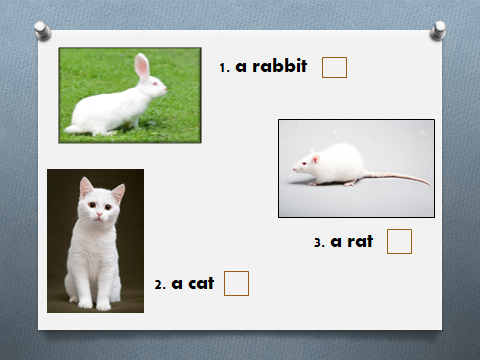 1. a rabbit
3. a rat
2. a cat